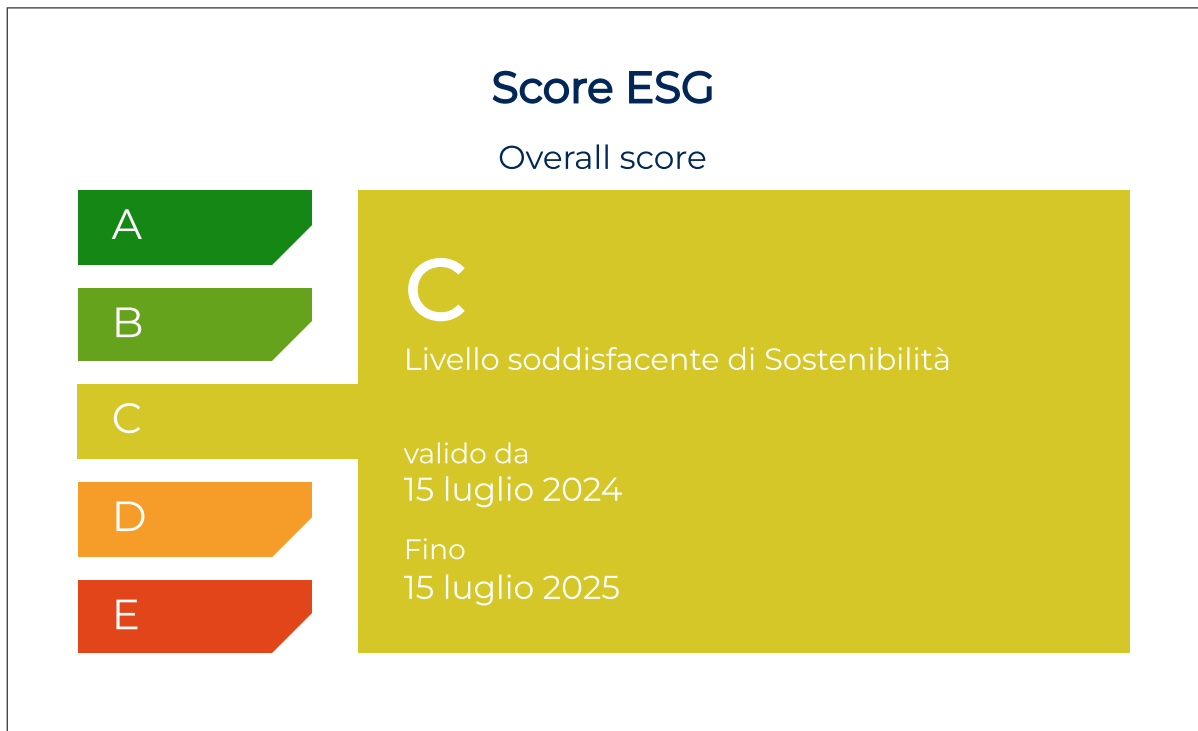 Score ESG
Overall score
A
B
C
D
E
C
Livello soddisfacente di Sostenibilità
valido da
15 luglio 2024
Fino
15 luglio 2025